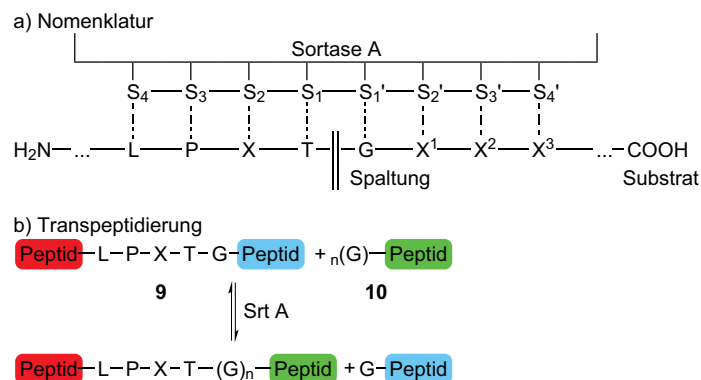 a) Nomenklatur
Sortase A
S₄ S₃ S₂ S₁ S₁' S₂' S₃' S₄'
H₂N ... L P X T G X¹ X² X³ ... COOH
Spaltung Substrat
b) Transpeptidierung
Peptid–L–P–X–T–G–Peptid + ₙ(G)–Peptid
9 10
Srt A
Peptid–L–P–X–T–(G)ₙ–Peptid + G–Peptid